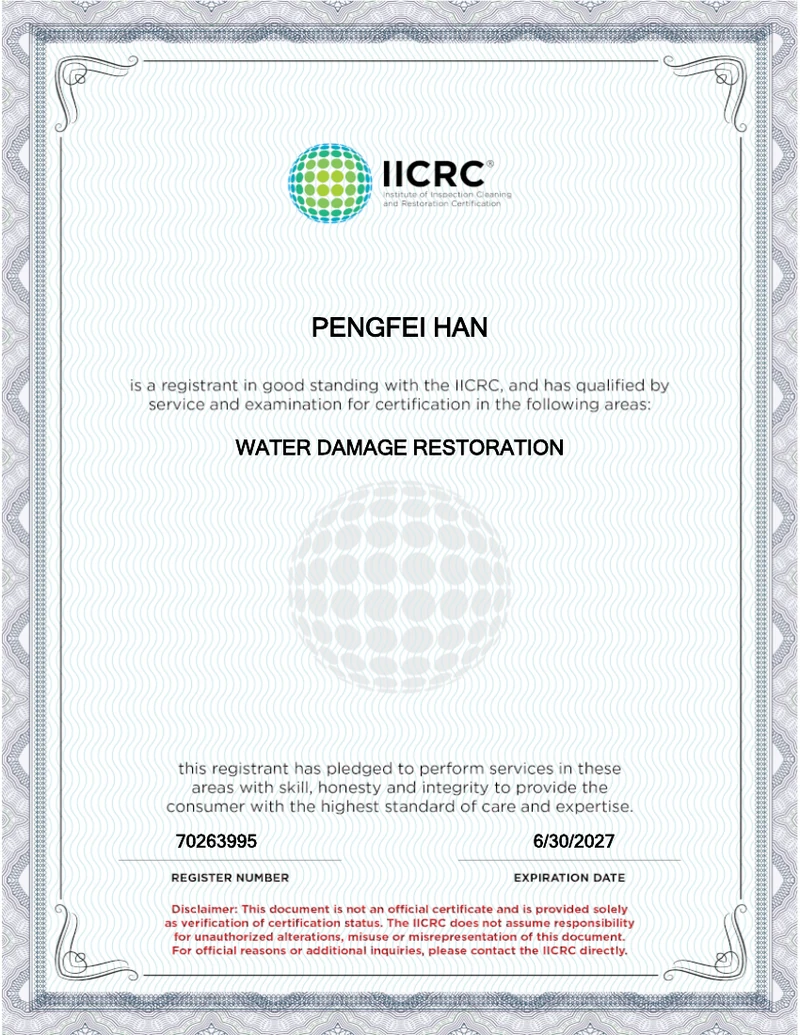 IICRC®
Institute of Inspection Cleaning
and Restoration Certification
PENGFEI HAN
is a registrant in good standing with the IICRC, and has qualified by
service and examination for certification in the following areas:
WATER DAMAGE RESTORATION
this registrant has pledged to perform services in these
areas with skill, honesty and integrity to provide the
consumer with the highest standard of care and expertise.
70263995
6/30/2027
REGISTER NUMBER
EXPIRATION DATE
Disclaimer: This document is not an official certificate and is provided solely
as verification of certification status. The IICRC does not assume responsibility
for unauthorized alterations, misuse or misrepresentation of this document.
For official reasons or additional inquiries, please contact the IICRC directly.